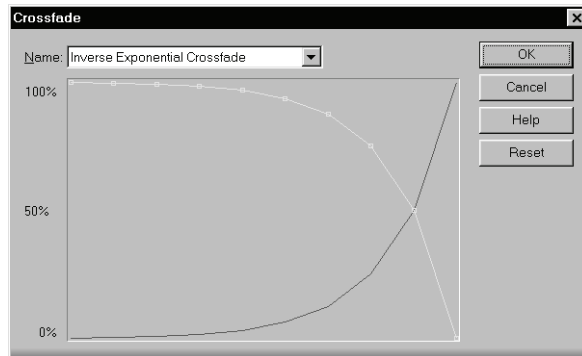 Crossfade
Name: Inverse Exponential Crossfade
OK
Cancel
Help
Reset
100%
50%
0%